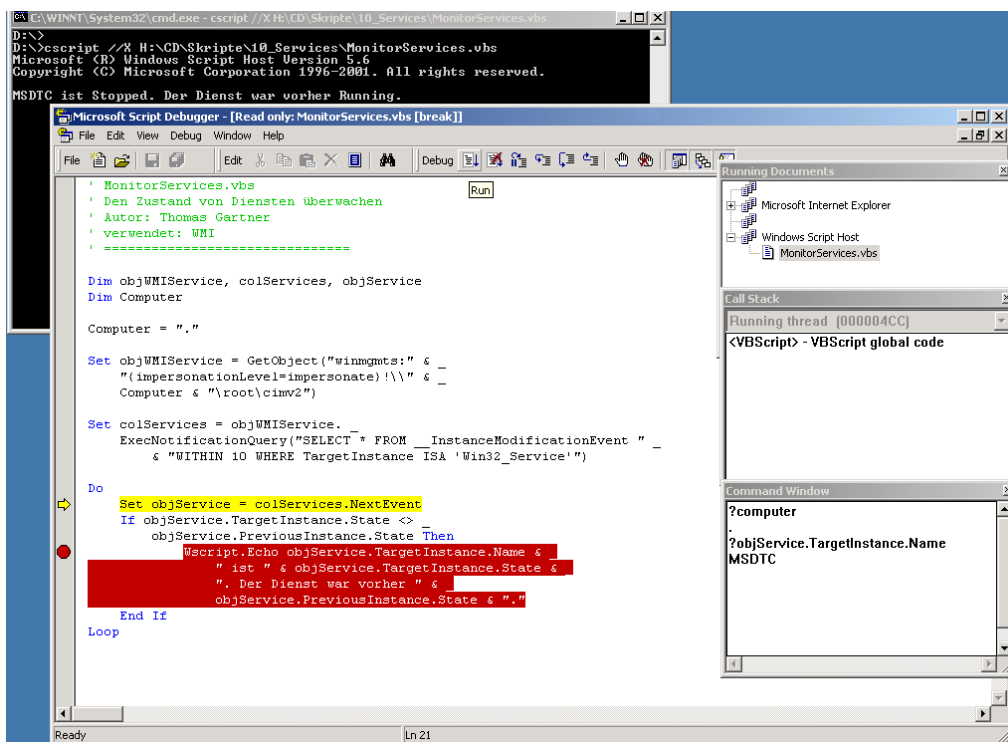 C:\WINNT\System32\cmd.exe - cscript //X H:\CD\Skripte\10_Services\MonitorServices.vbs
D:\>
D:\>cscript //X H:\CD\Skripte\10_Services\MonitorServices.vbs
Microsoft (R) Windows Script Host Version 5.6
Copyright (C) Microsoft Corporation 1996-2001. All rights reserved.
MSDTC ist Stopped. Der Dienst war vorher Running.
Microsoft Script Debugger - [Read only: MonitorServices.vbs [break]]
File Edit View Debug Window Help
File Edit Debug
Run
' MonitorServices.vbs
' Den Zustand von Diensten überwachen
' Autor: Thomas Gartner
' verwendet: WMI
' ===============================
Dim objWMIService, colServices, objService
Dim Computer
Computer = "."
Set objWMIService = GetObject("winmgmts:" & _
"{impersonationLevel=impersonate}!\\" & _
Computer & "\root\cimv2")
Set colServices = objWMIService. _
ExecNotificationQuery("SELECT * FROM __InstanceModificationEvent " _
& "WITHIN 10 WHERE TargetInstance ISA 'Win32_Service'")
Do
Set objService = colServices.NextEvent
If objService.TargetInstance.State <> _
objService.PreviousInstance.State Then
Wscript.Echo objService.TargetInstance.Name & _
" ist " & objService.TargetInstance.State & _
". Der Dienst war vorher " & _
objService.PreviousInstance.State & "."
End If
Loop
Running Documents
Microsoft Internet Explorer
Windows Script Host
MonitorServices.vbs
Call Stack
Running thread (000004CC)
<VBScript> - VBScript global code
Command Window
?computer
.
?objService.TargetInstance.Name
MSDTC
Ready
Ln 21